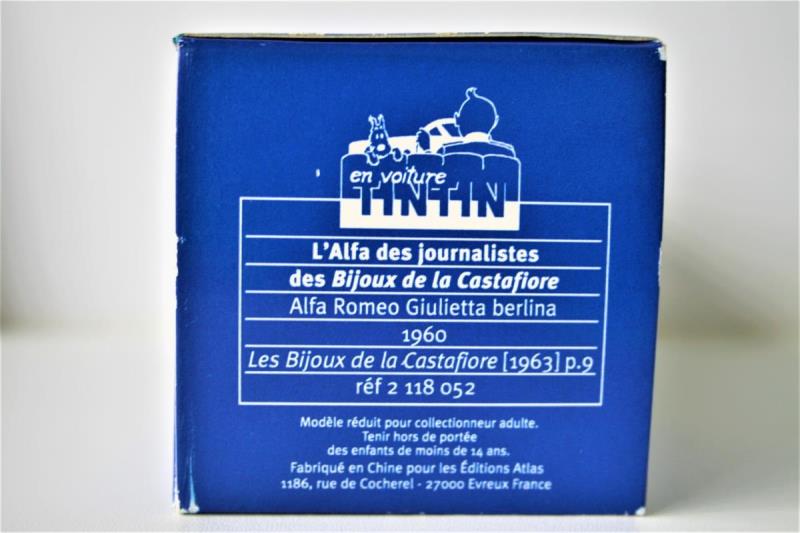 en voiture
TINTIN
L'Alfa des journalistes
des Bijoux de la Castafiore
Alfa Romeo Giulietta berlina
1960
Les Bijoux de la Castafiore [1963] p.9
réf 2 118 052
Modèle réduit pour collectionneur adulte.
Tenir hors de portée
des enfants de moins de 14 ans.
Fabriqué en Chine pour les Éditions Atlas
1186, rue de Cocherel - 27000 Evreux France